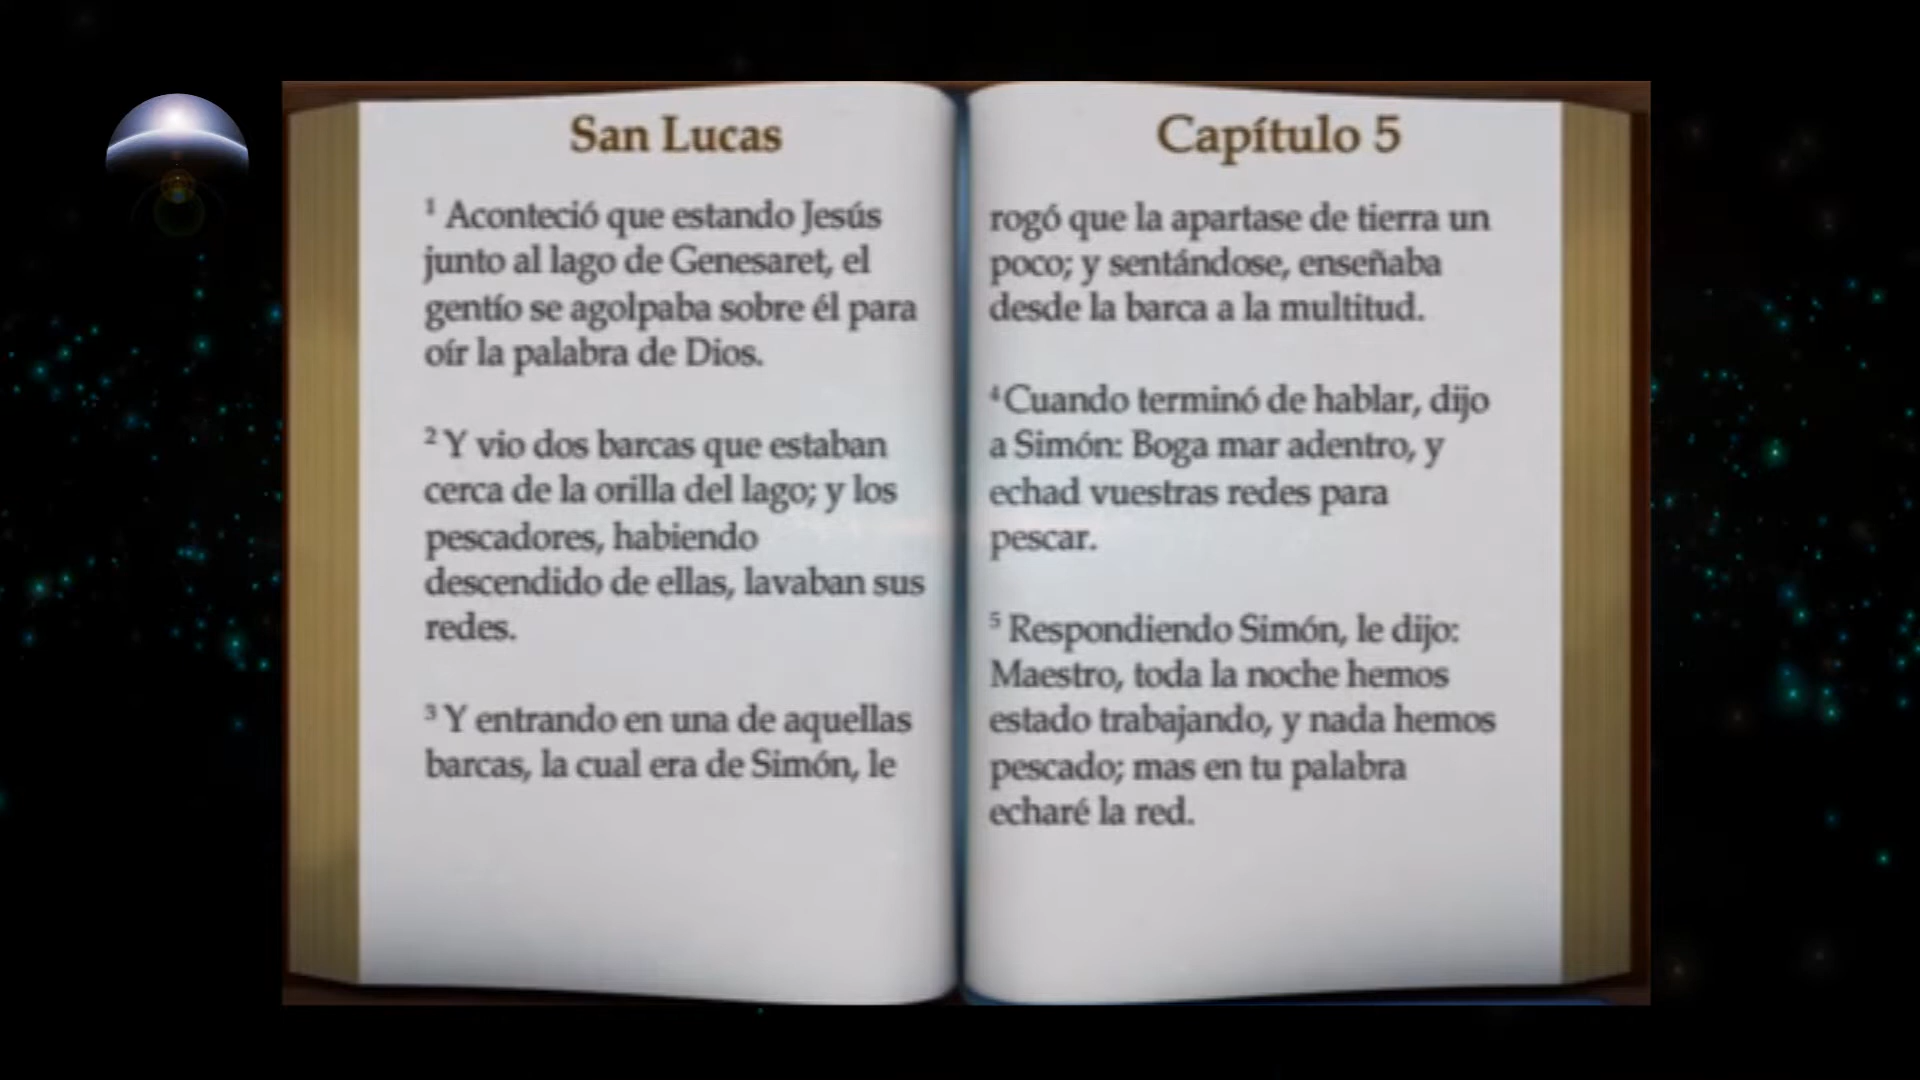 San Lucas
1 Aconteció que estando Jesús
junto al lago de Genesaret, el
gentío se agolpaba sobre él para
oír la palabra de Dios.
2 Y vio dos barcas que estaban
cerca de la orilla del lago; y los
pescadores, habiendo
descendido de ellas, lavaban sus
redes.
3 Y entrando en una de aquellas
barcas, la cual era de Simón, le
Capítulo 5
rogó que la apartase de tierra un
poco; y sentándose, enseñaba
desde la barca a la multitud.
4 Cuando terminó de hablar, dijo
a Simón: Boga mar adentro, y
echad vuestras redes para
pescar.
5 Respondiendo Simón, le dijo:
Maestro, toda la noche hemos
estado trabajando, y nada hemos
pescado; mas en tu palabra
echaré la red.